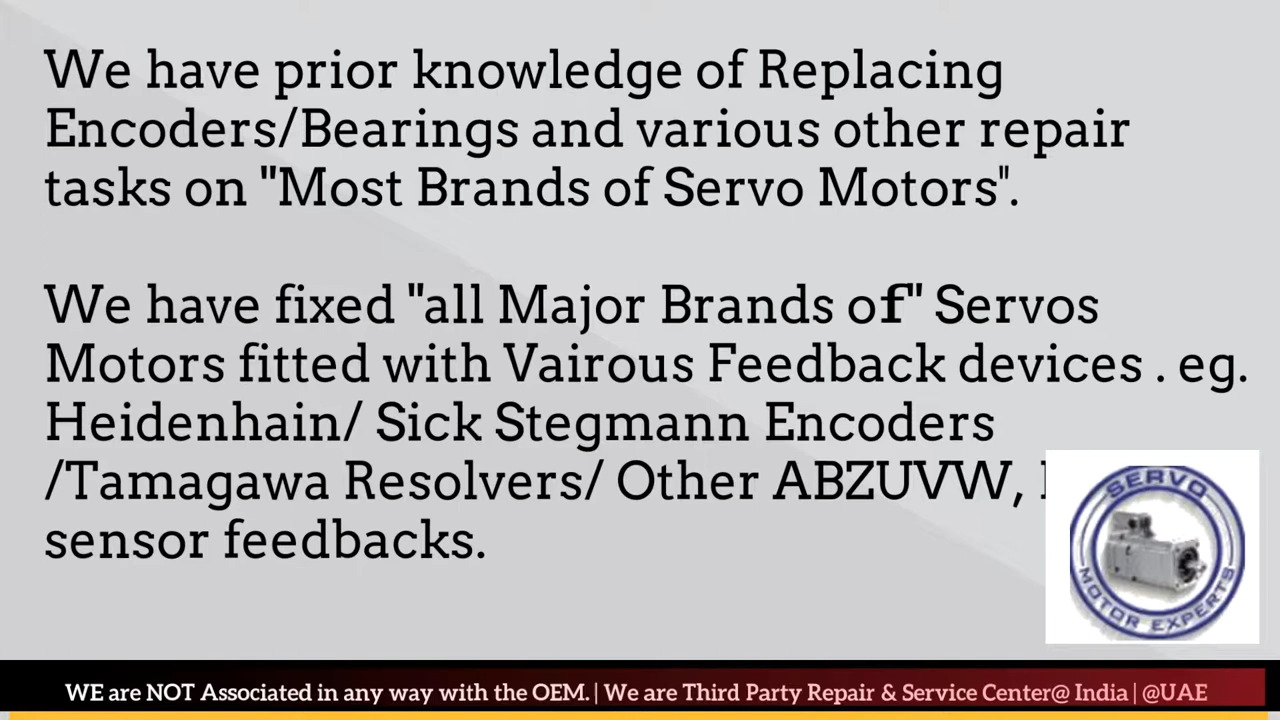 We have prior knowledge of Replacing
Encoders/Bearings and various other repair
tasks on "Most Brands of Servo Motors".
We have fixed "all Major Brands of" Servos
Motors fitted with Vairous Feedback devices . eg.
Heidenhain/ Sick Stegmann Encoders
/Tamagawa Resolvers/ Other ABZUVW,
sensor feedbacks.
SERVO
MOTOR EXPERTS
WE are NOT Associated in any way with the OEM. | We are Third Party Repair & Service Center@ India | @UAE